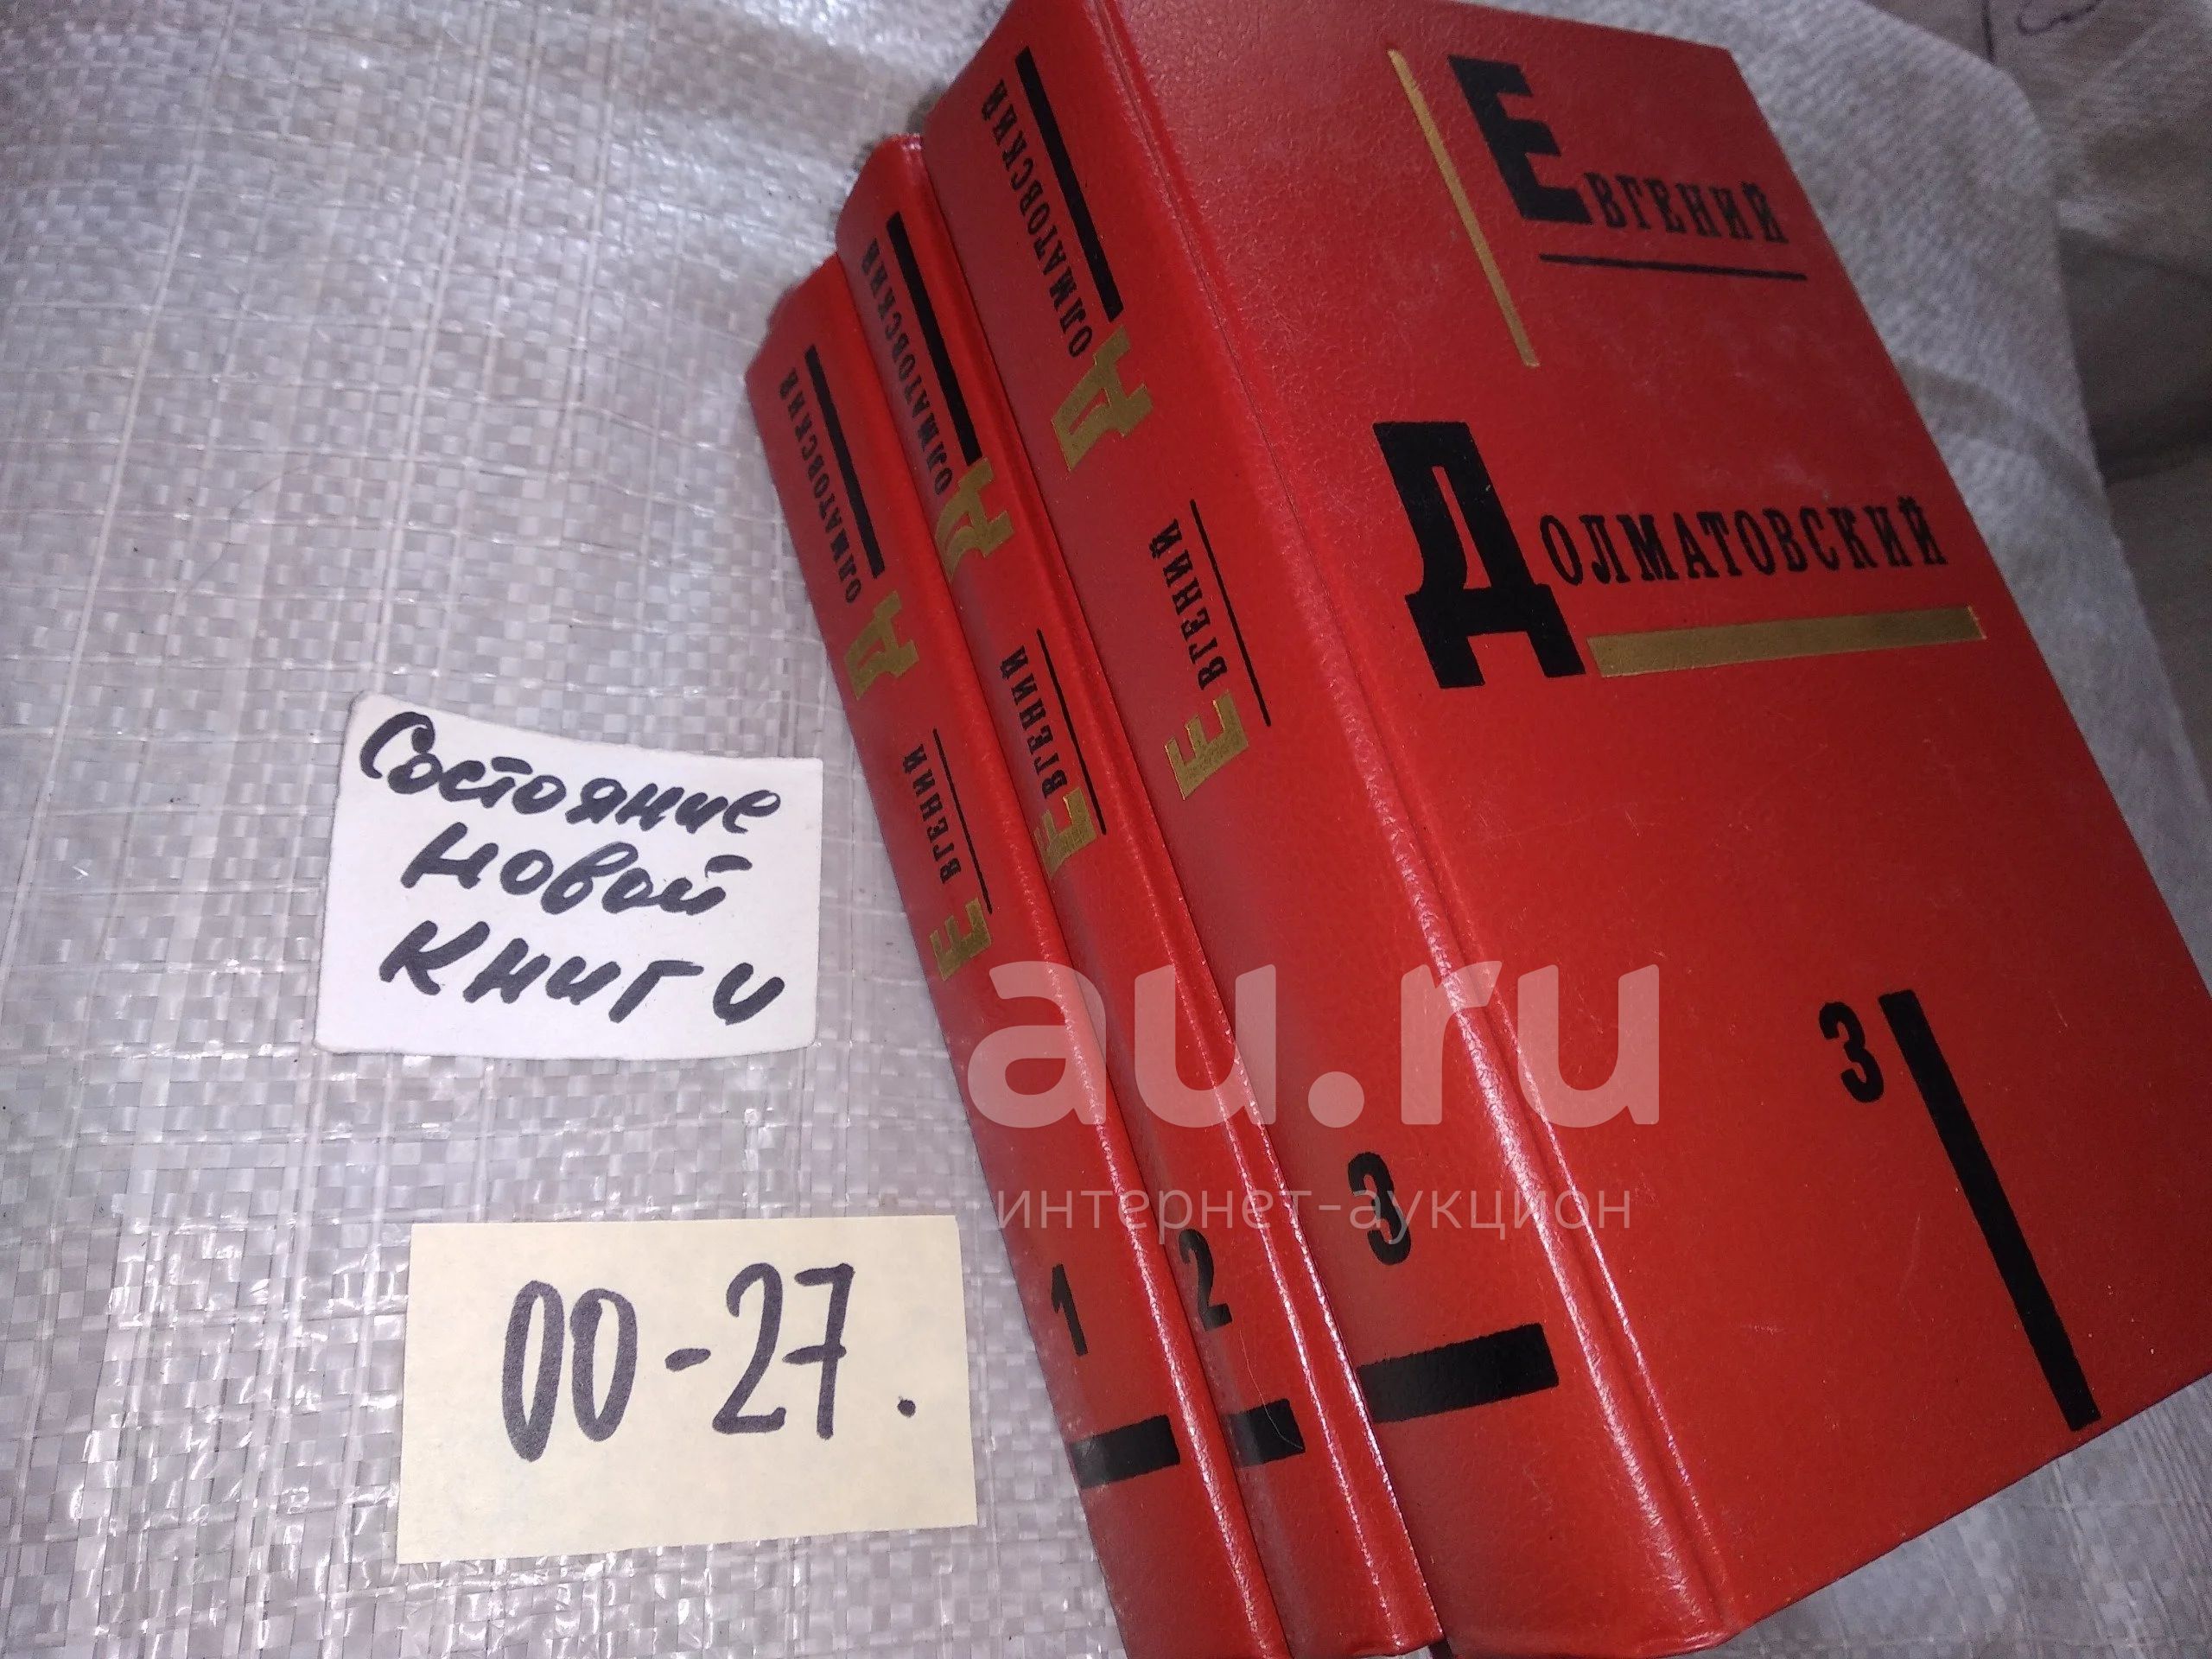 Евгений
Долматовский
3
Долматовский
Евгений
3
Долматовский
Евгений
2
Долматовский
Евгений
1
Состояние
новой
книги
00-27.
au.ru
интернет-аукцион